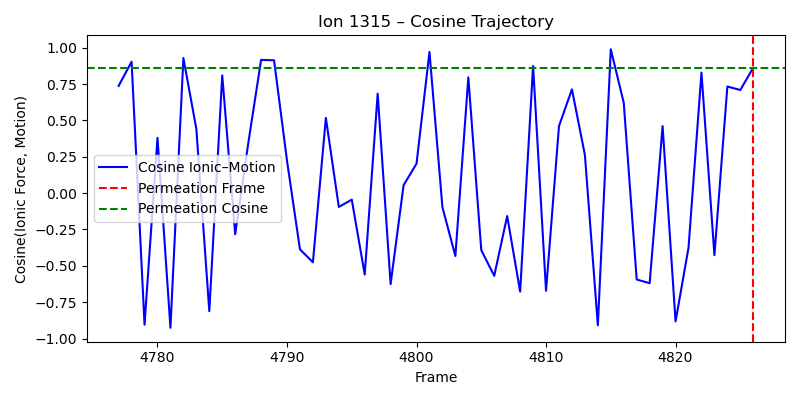 Ion 1315 – Cosine Trajectory
Cosine(Ionic Force, Motion)
1.00
0.75
0.50
0.25
0.00
−0.25
−0.50
−0.75
−1.00
Cosine Ionic–Motion
Permeation Frame
Permeation Cosine
4780
4790
4800
4810
4820
Frame